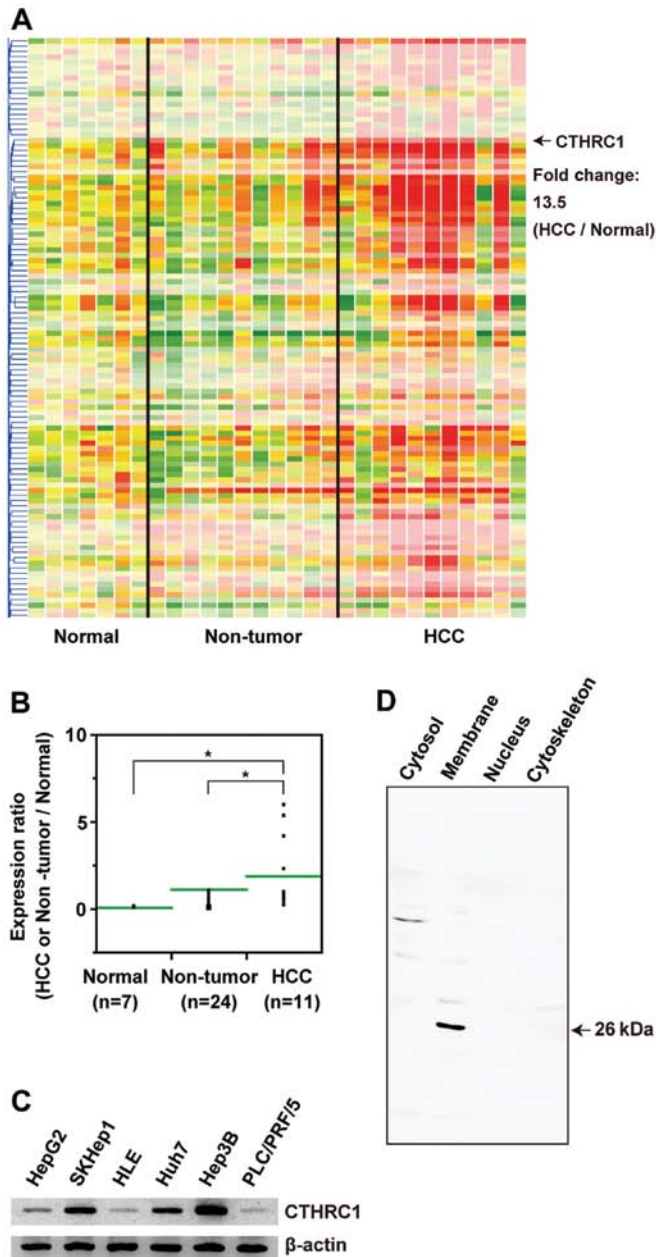 A
← CTHRC1
Fold change:
13.5
(HCC / Normal)
Normal Non-tumor HCC
B
Expression ratio
(HCC or Non -tumor / Normal)
10
5
0
*
*
Normal Non-tumor HCC
(n=7) (n=24) (n=11)
C
HepG2 SKHep1 HLE Huh7 Hep3B PLC/PRF/5
CTHRC1
β-actin
D
Cytosol Membrane Nucleus Cytoskeleton
← 26 kDa